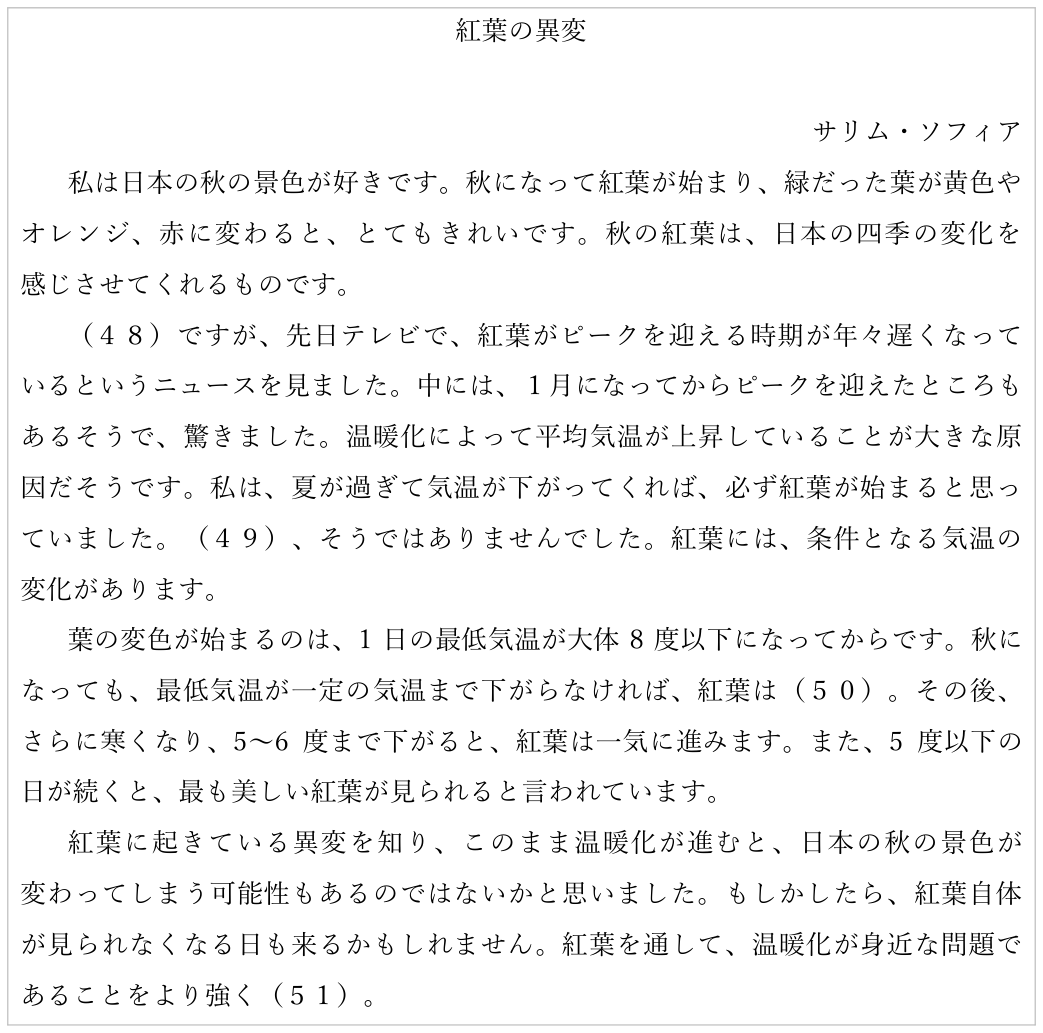 紅葉の異変
サリム・ソフィア
私は日本の秋の景色が好きです。秋になって紅葉が始まり、緑だった葉が黄色や
オレンジ、赤に変わると、とてもきれいです。秋の紅葉は、日本の四季の変化を
感じさせてくれるものです。
（４８）ですが、先日テレビで、紅葉がピークを迎える時期が年々遅くなって
いるというニュースを見ました。中には、１月になってからピークを迎えたところも
あるそうで、驚きました。温暖化によって平均気温が上昇していることが大きな原
因だそうです。私は、夏が過ぎて気温が下がってくれば、必ず紅葉が始まると思っ
ていました。（４９）、そうではありませんでした。紅葉には、条件となる気温の
変化があります。
葉の変色が始まるのは、1 日の最低気温が大体 8 度以下になってからです。秋に
なっても、最低気温が一定の気温まで下がらなければ、紅葉は（５０）。その後、
さらに寒くなり、5～6 度まで下がると、紅葉は一気に進みます。また、5 度以下の
日が続くと、最も美しい紅葉が見られると言われています。
紅葉に起きている異変を知り、このまま温暖化が進むと、日本の秋の景色が
変わってしまう可能性もあるのではないかと思いました。もしかしたら、紅葉自体
が見られなくなる日も来るかもしれません。紅葉を通して、温暖化が身近な問題で
あることをより強く（５１）。